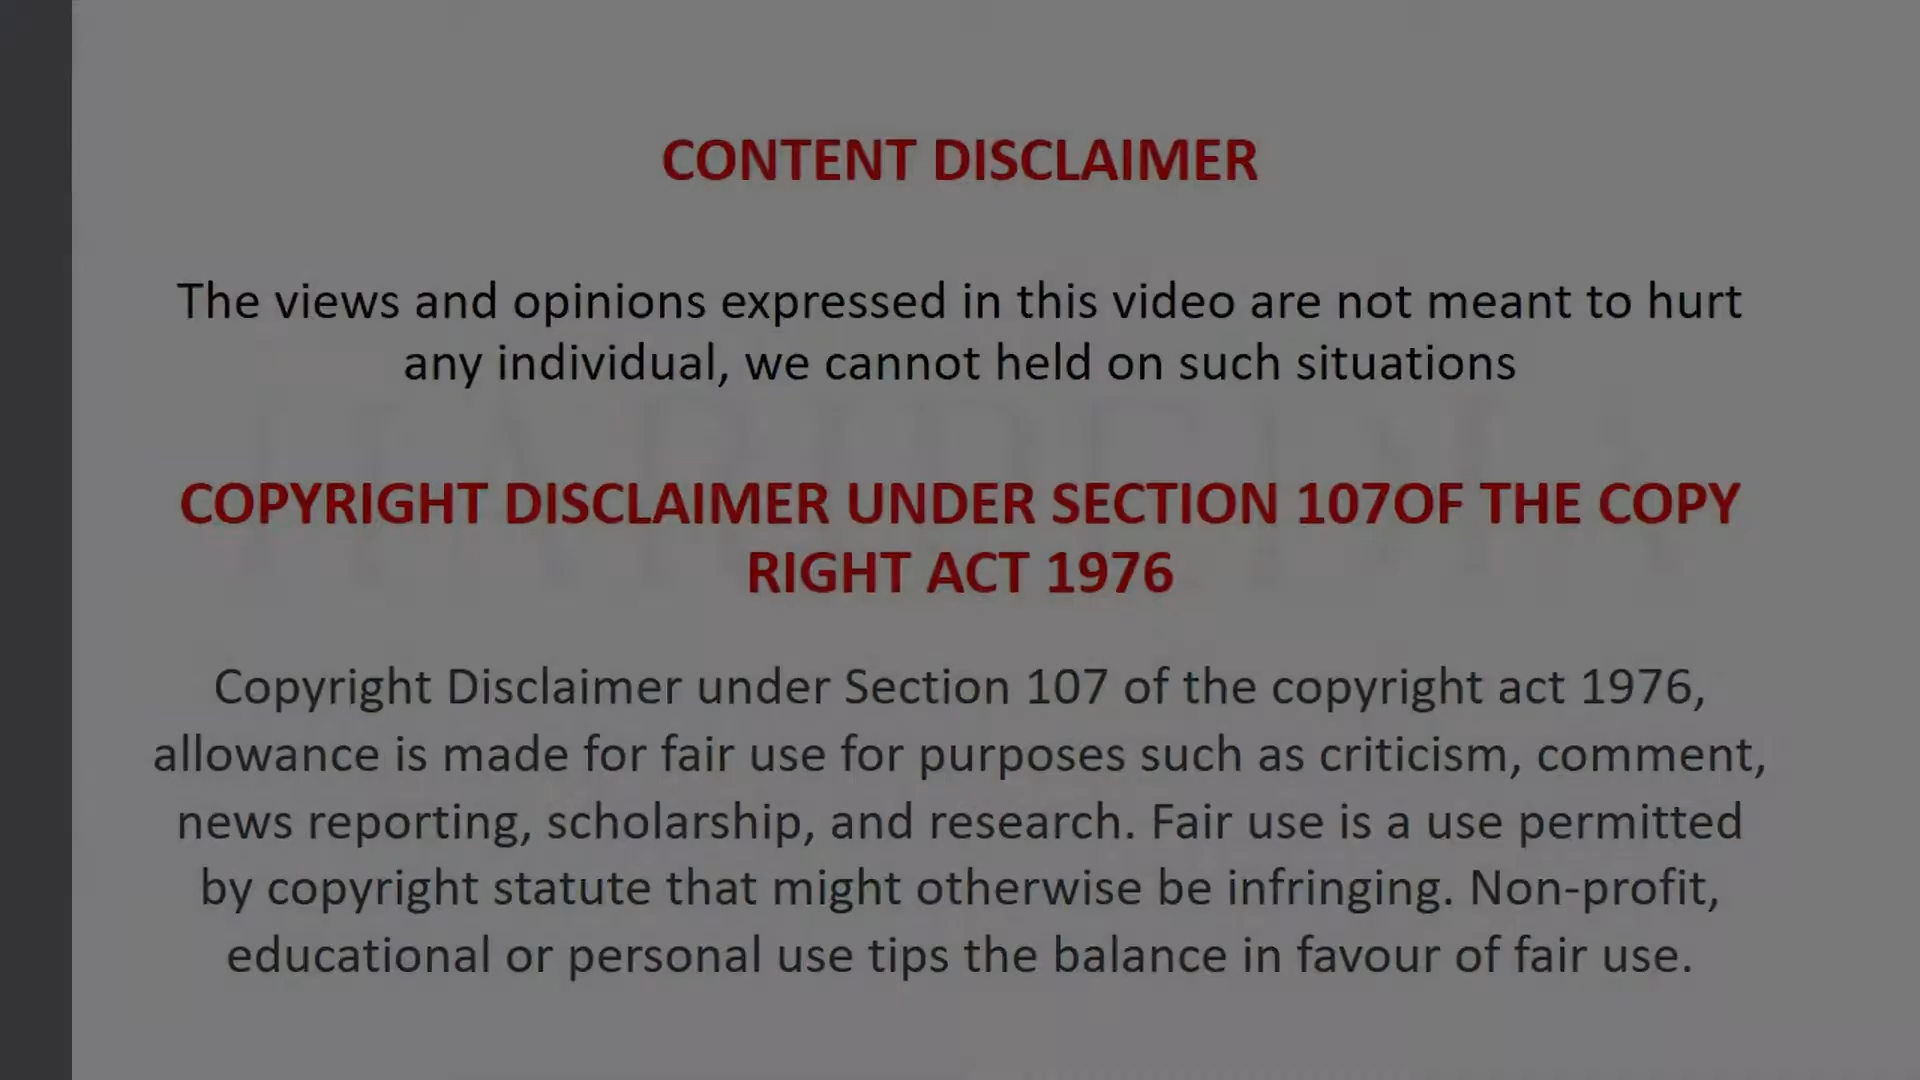 CONTENT DISCLAIMER
The views and opinions expressed in this video are not meant to hurt
any individual, we cannot held on such situations
COPYRIGHT DISCLAIMER UNDER SECTION 107OF THE COPY
RIGHT ACT 1976
Copyright Disclaimer under Section 107 of the copyright act 1976,
allowance is made for fair use for purposes such as criticism, comment,
news reporting, scholarship, and research. Fair use is a use permitted
by copyright statute that might otherwise be infringing. Non-profit,
educational or personal use tips the balance in favour of fair use.